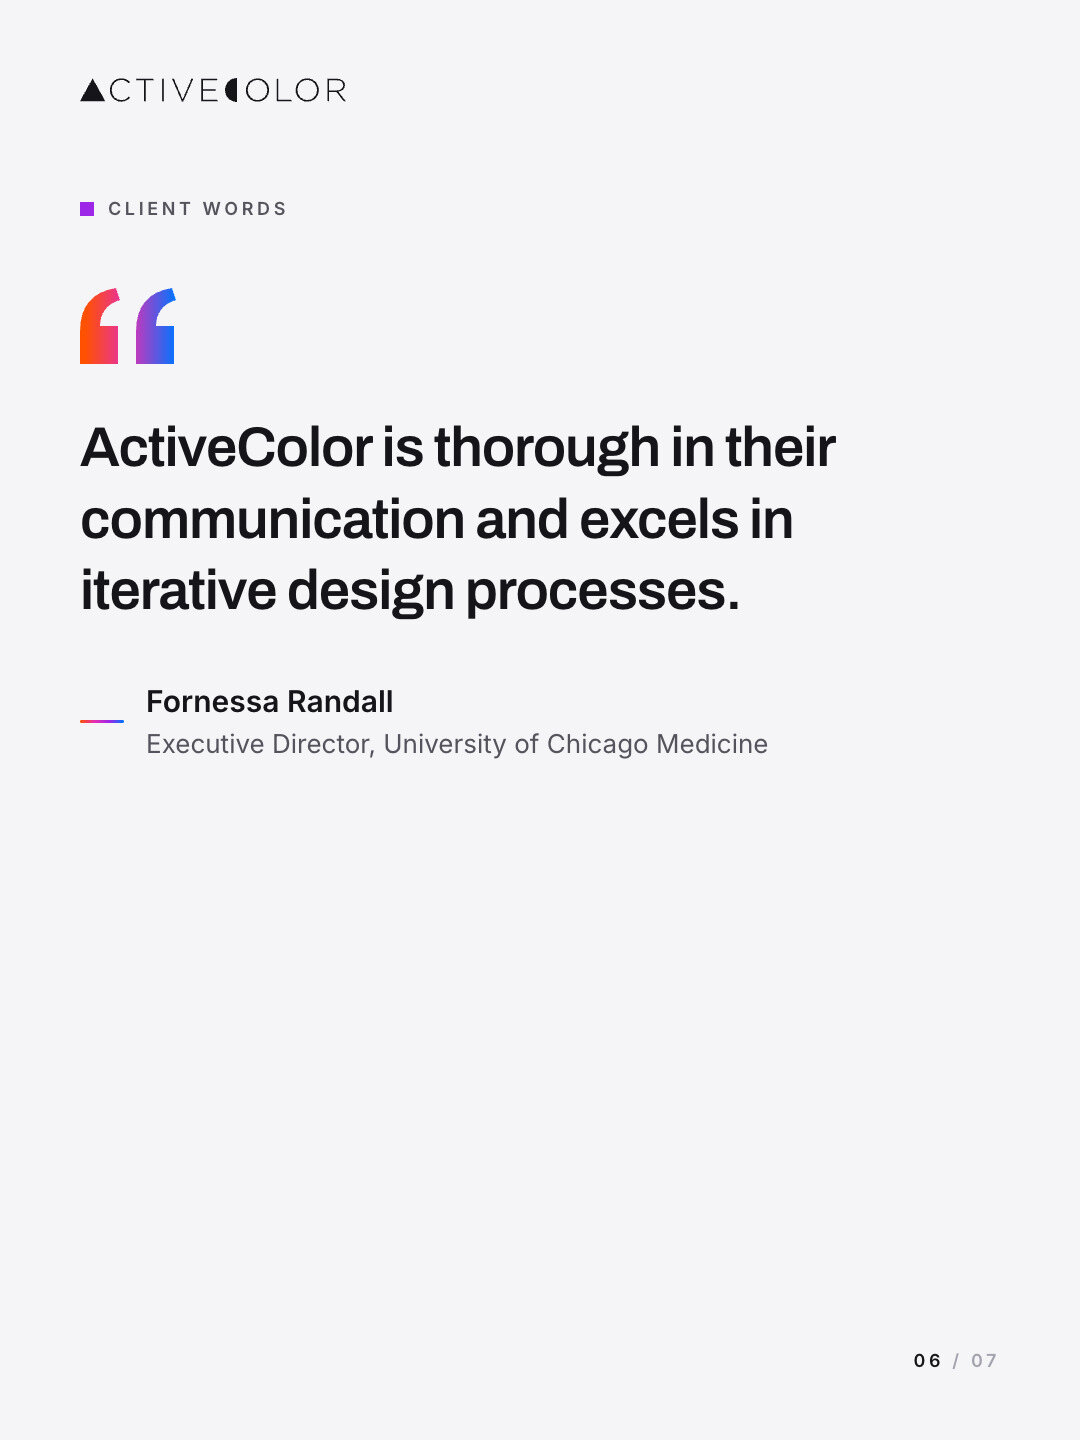 ACTIVECOLOR
CLIENT WORDS
“
ActiveColor is thorough in their
communication and excels in
iterative design processes.
Fornessa Randall
Executive Director, University of Chicago Medicine
06 / 07